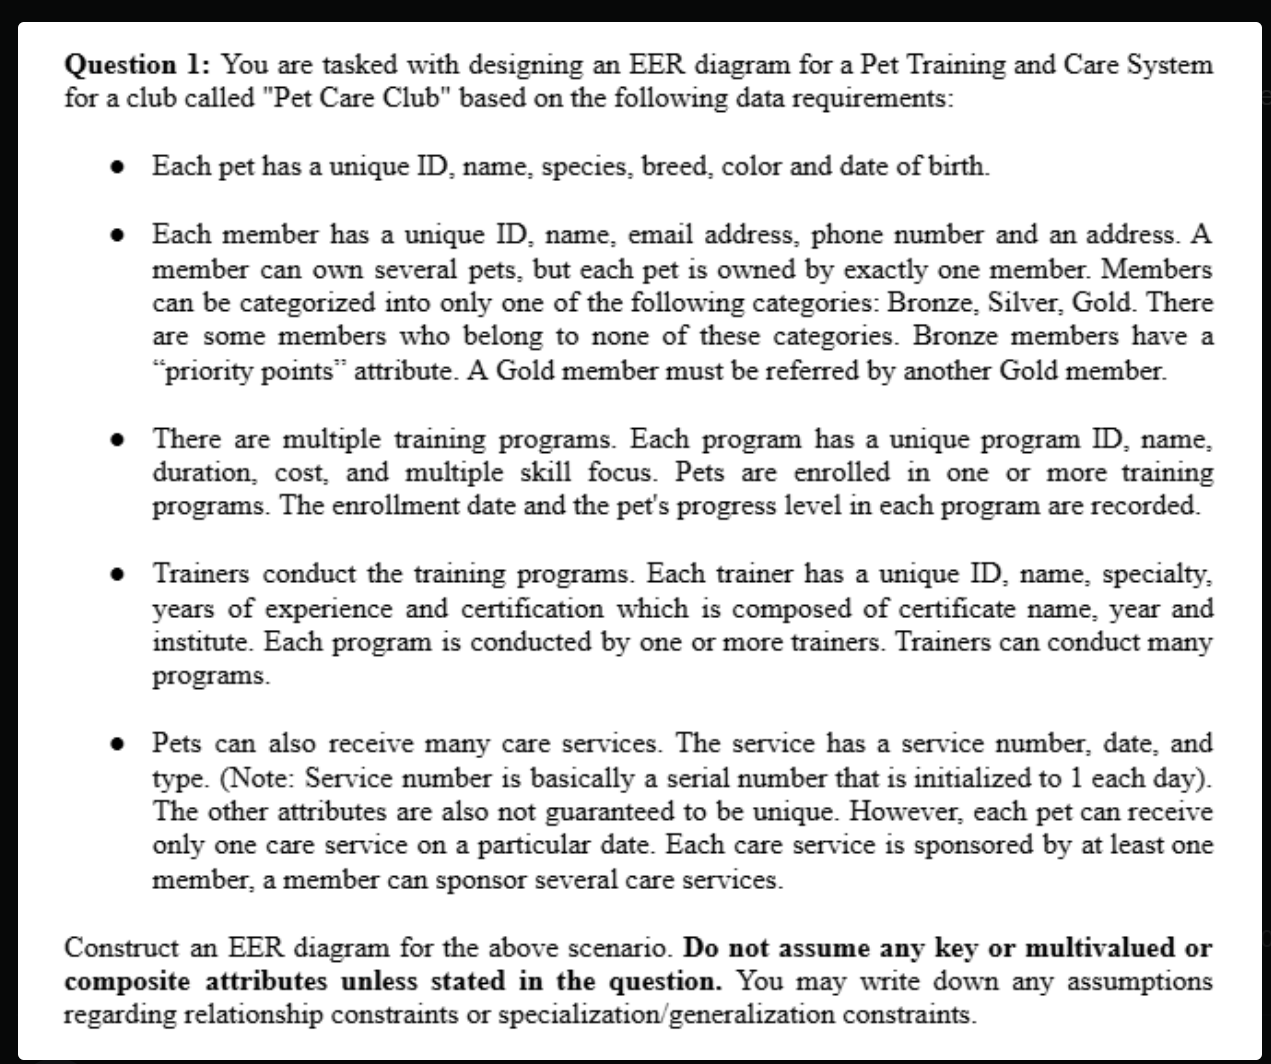 Question 1: You are tasked with designing an EER diagram for a Pet Training and Care System
for a club called "Pet Care Club" based on the following data requirements:
● Each pet has a unique ID, name, species, breed, color and date of birth.
● Each member has a unique ID, name, email address, phone number and an address. A
member can own several pets, but each pet is owned by exactly one member. Members
can be categorized into only one of the following categories: Bronze, Silver, Gold. There
are some members who belong to none of these categories. Bronze members have a
“priority points” attribute. A Gold member must be referred by another Gold member.
● There are multiple training programs. Each program has a unique program ID, name,
duration, cost, and multiple skill focus. Pets are enrolled in one or more training
programs. The enrollment date and the pet's progress level in each program are recorded.
● Trainers conduct the training programs. Each trainer has a unique ID, name, specialty,
years of experience and certification which is composed of certificate name, year and
institute. Each program is conducted by one or more trainers. Trainers can conduct many
programs.
● Pets can also receive many care services. The service has a service number, date, and
type. (Note: Service number is basically a serial number that is initialized to 1 each day).
The other attributes are also not guaranteed to be unique. However, each pet can receive
only one care service on a particular date. Each care service is sponsored by at least one
member, a member can sponsor several care services.
Construct an EER diagram for the above scenario. Do not assume any key or multivalued or
composite attributes unless stated in the question. You may write down any assumptions
regarding relationship constraints or specialization/generalization constraints.